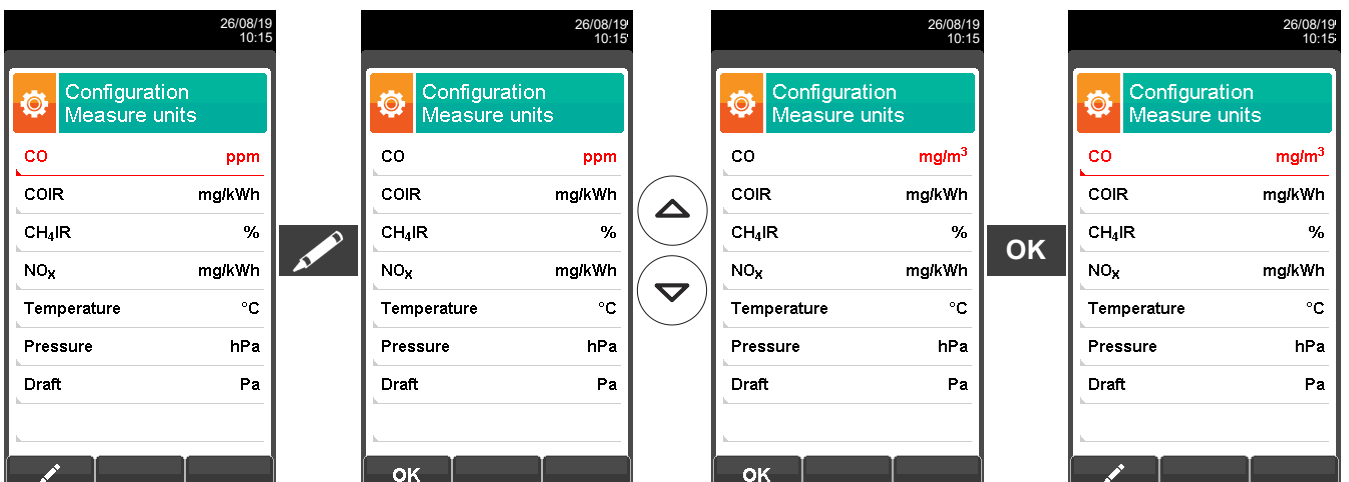 26/08/19
10:15
Configuration
Measure units
CO ppm
COIR mg/kWh
CH₄IR %
NOx mg/kWh
Temperature °C
Pressure hPa
Draft Pa
26/08/19
10:15
Configuration
Measure units
CO ppm
COIR mg/kWh
CH₄IR %
NOx mg/kWh
Temperature °C
Pressure hPa
Draft Pa
OK
26/08/19
10:15
Configuration
Measure units
CO mg/m³
COIR mg/kWh
CH₄IR %
NOx mg/kWh
Temperature °C
Pressure hPa
Draft Pa
OK
OK
26/08/19
10:15
Configuration
Measure units
CO mg/m³
COIR mg/kWh
CH₄IR %
NOx mg/kWh
Temperature °C
Pressure hPa
Draft Pa